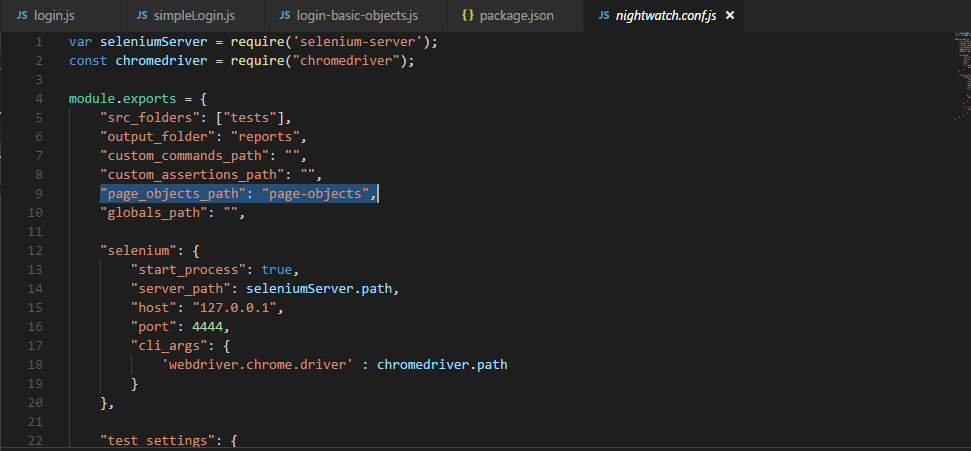 login.js JS simpleLogin.js JS login-basic-objects.js {} package.json JS nightwatch.conf.js ×
1 var seleniumServer = require('selenium-server');
2 const chromedriver = require("chromedriver");
3
4 module.exports = {
5 "src_folders": ["tests"],
6 "output_folder": "reports",
7 "custom_commands_path": "",
8 "custom_assertions_path": "",
9 "page_objects_path": "page-objects",
10 "globals_path": "",
11
12 "selenium": {
13 "start_process": true,
14 "server_path": seleniumServer.path,
15 "host": "127.0.0.1",
16 "port": 4444,
17 "cli_args": {
18 'webdriver.chrome.driver' : chromedriver.path
19 }
20 },
21
22 "test_settings": {